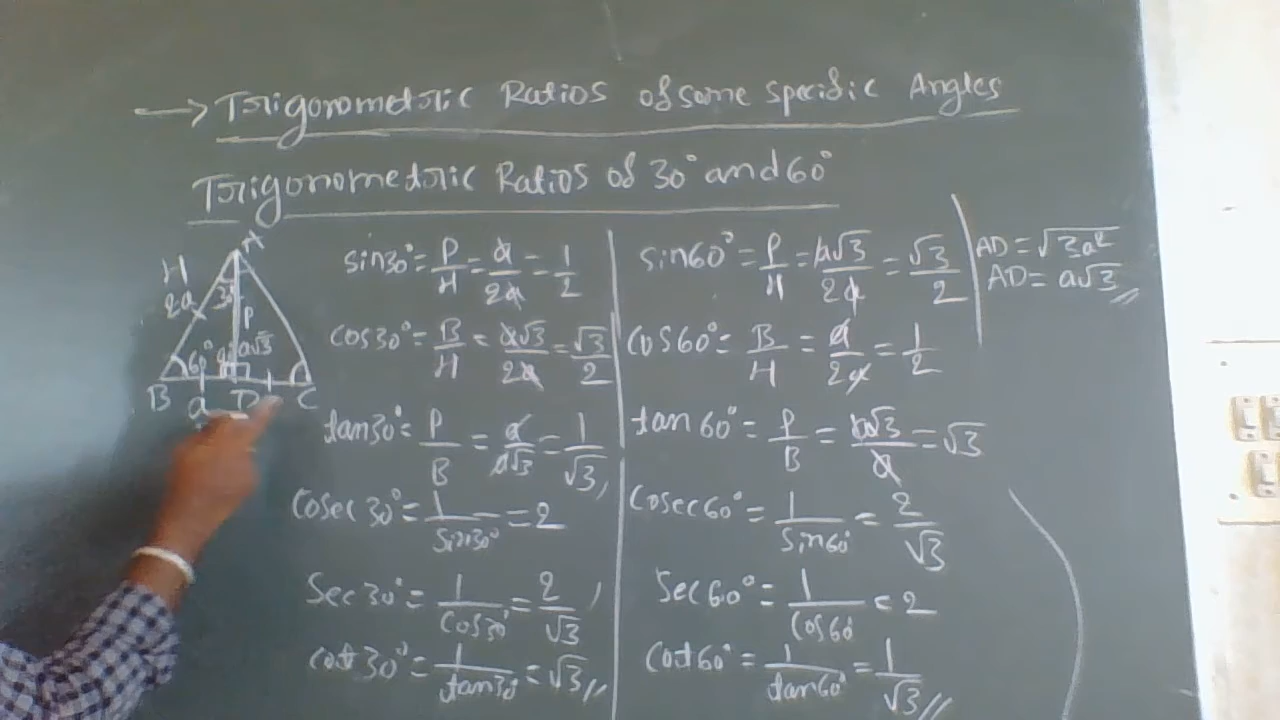 → Trigonometric Ratios of some specific Angles
Trigonometric Ratios of 30° and 60°
A
H
2a
30°
P
a√3
60°
B
a
D
C
sin30° = P/H = a/2a = 1/2
cos30° = B/H = a√3/2a = √3/2
tan30° = P/B = a/a√3 = 1/√3
Cosec30° = 1/sin30° = 2
Sec30° = 1/Cos30° = 2/√3
cot30° = 1/tan30° = √3
sin60° = P/H = a√3/2a = √3/2
cos60° = B/H = a/2a = 1/2
tan60° = P/B = a√3/a = √3
Cosec60° = 1/Sin60° = 2/√3
Sec60° = 1/Cos60 = 2
Cot60° = 1/tan60° = 1/√3
AD = √3a²
AD = a√3